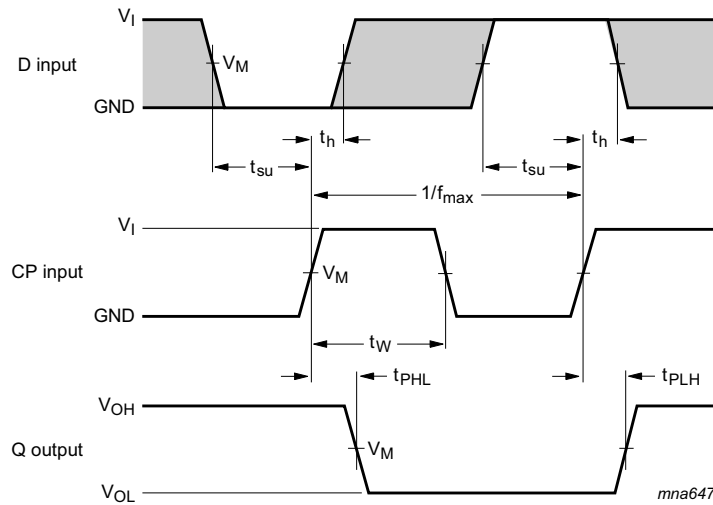 V_I
D input
V_M
GND
t_h
t_h
t_su
t_su
1/f_max
V_I
CP input
V_M
GND
t_W
t_PHL
t_PLH
V_OH
Q output
V_M
V_OL
mna647